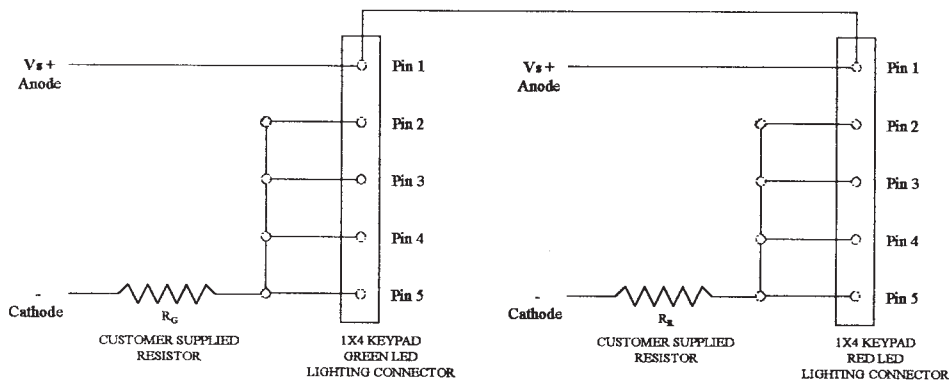 Vs +
Anode
Pin 1
Pin 2
Pin 3
Pin 4
Pin 5
-
Cathode
RG
CUSTOMER SUPPLIED
RESISTOR
1X4 KEYPAD
GREEN LED
LIGHTING CONNECTOR
Vs +
Anode
Pin 1
Pin 2
Pin 3
Pin 4
Pin 5
-
Cathode
RR
CUSTOMER SUPPLIED
RESISTOR
1X4 KEYPAD
RED LED
LIGHTING CONNECTOR